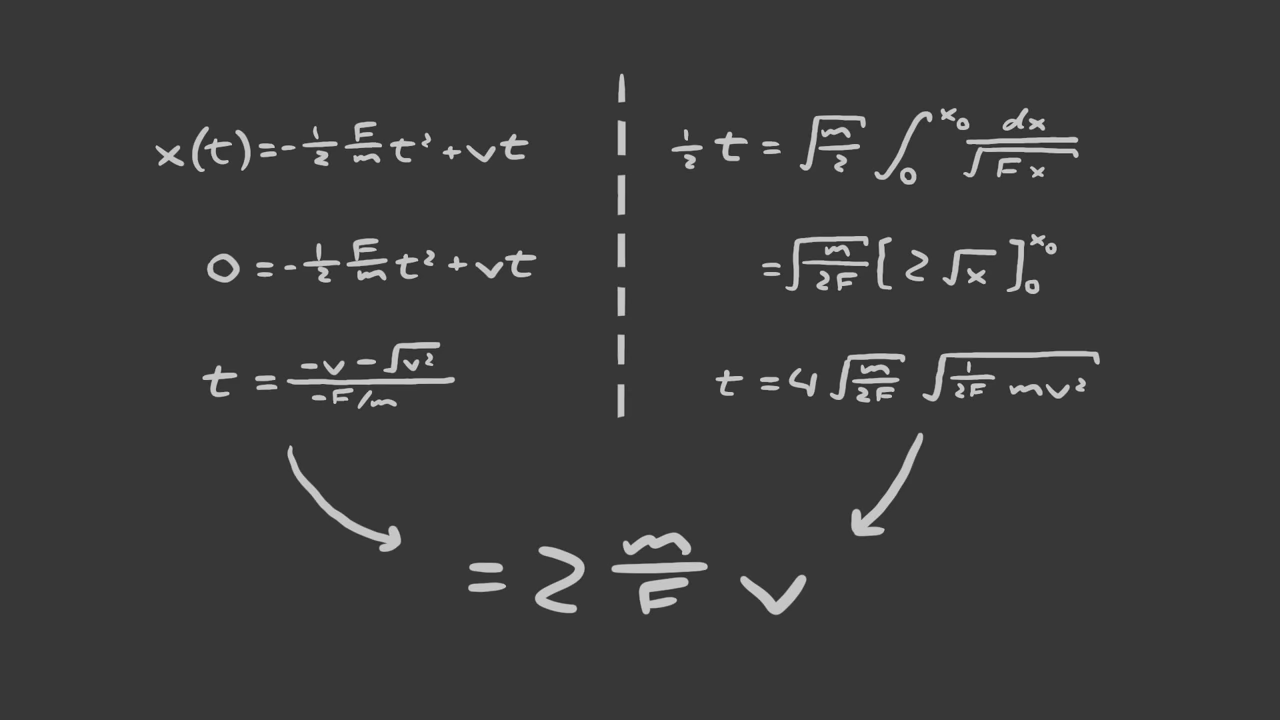 x(t) = -½ F/m t² + vt
0 = -½ F/m t² + vt
t = (-v - √(v²)) / (-F/m)
½ t = √(m/2) ∫₀^x₀ dx / √(F x)
= √(m/2F) [2 √x]₀^x₀
t = 4 √(m/2F) √(1/2F mv²)
= 2 m/F v